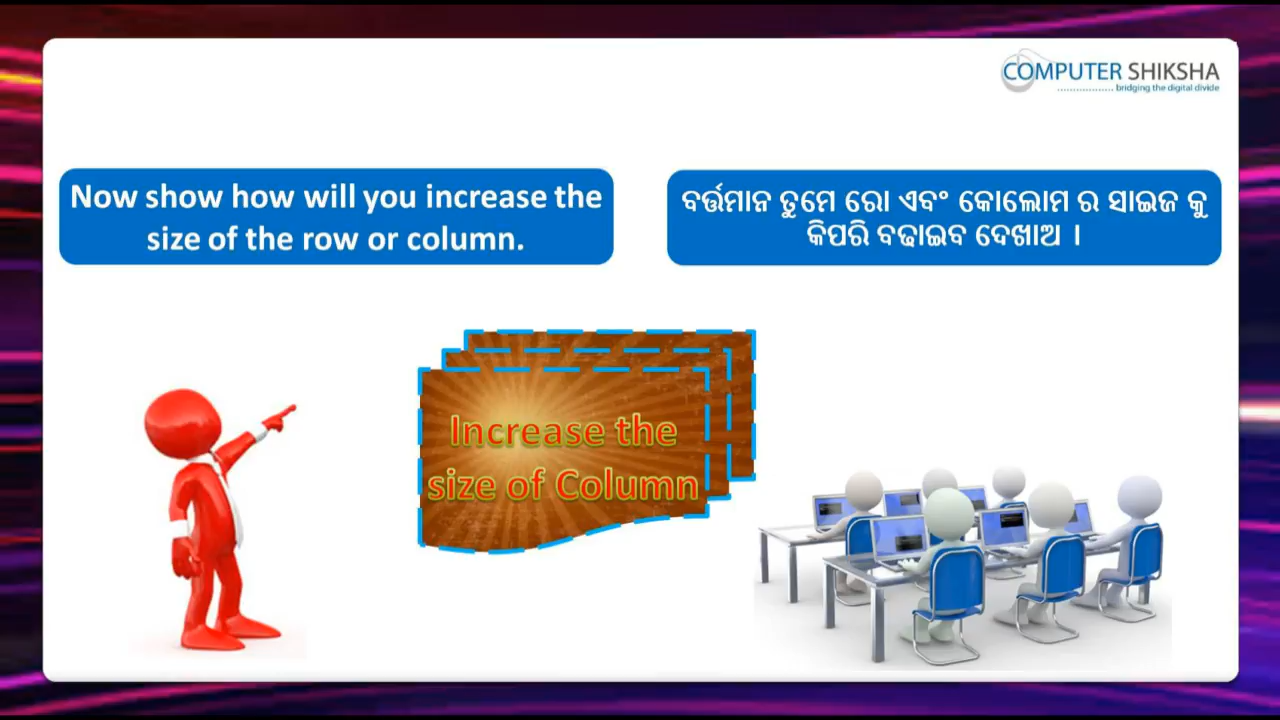 COMPUTER SHIKSHA
bridging the digital divide
Now show how will you increase the
size of the row or column.
ବର୍ତ୍ତମାନ ତୁମେ ରୋ ଏବଂ କୋଲୋମ ର ସାଇଜ କୁ
କିପରି ବଢାଇବ ଦେଖାଅ ।
Increase the
size of Column